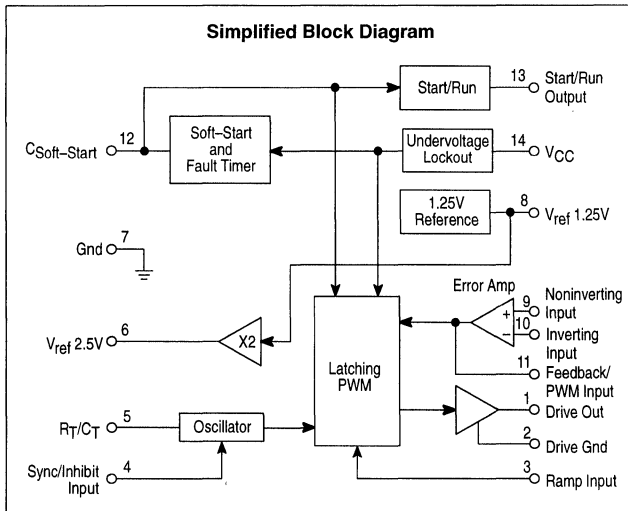 Simplified Block Diagram
Start/Run
13
Start/Run
Output
CSoft–Start
12
Soft–Start
and
Fault Timer
Undervoltage
Lockout
14
VCC
1.25V
Reference
8
Vref 1.25V
Gnd
7
Error Amp
+
–
9
Noninverting
Input
10
Inverting
Input
11
Feedback/
PWM Input
Vref 2.5V
6
X2
Latching
PWM
1
Drive Out
2
Drive Gnd
RT/CT
5
Oscillator
Sync/Inhibit
Input
4
3
Ramp Input